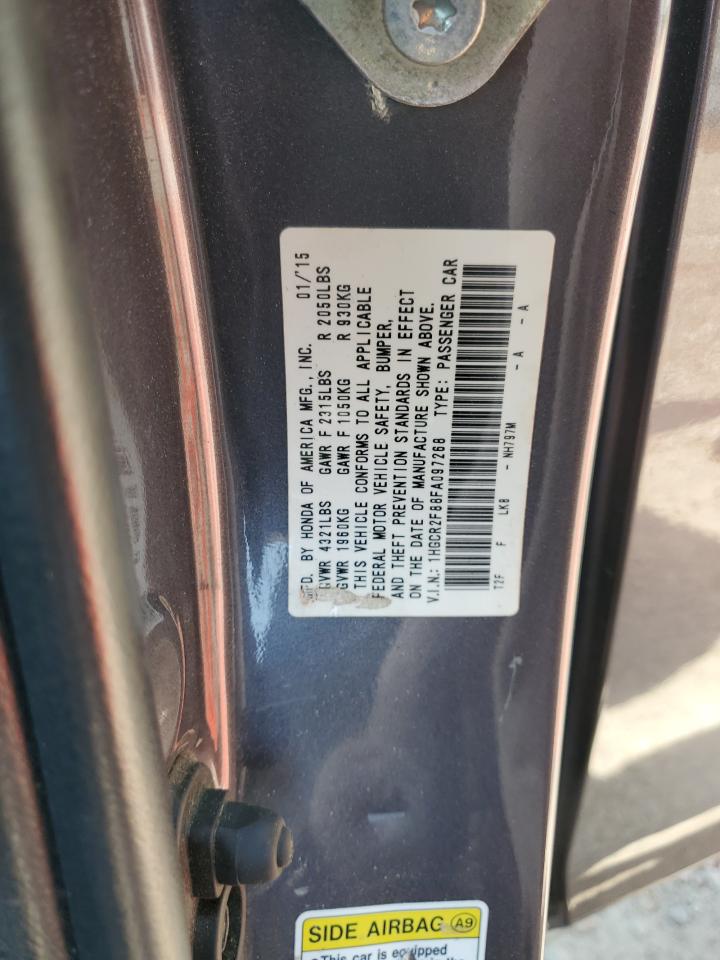 MFD. BY HONDA OF AMERICA MFG., INC. 01/'15
GVWR 4321LBS GAWR F 2315LBS R 2050LBS
GVWR 1960KG GAWR F 1050KG R 930KG
THIS VEHICLE CONFORMS TO ALL APPLICABLE
FEDERAL MOTOR VEHICLE SAFETY, BUMPER,
AND THEFT PREVENTION STANDARDS IN EFFECT
ON THE DATE OF MANUFACTURE SHOWN ABOVE.
V.I.N.: 1HGCR2F88FA097268 TYPE: PASSENGER CAR
T2F F LKB - NH797M - A - A
SIDE AIRBAG A9
• This car is equipped